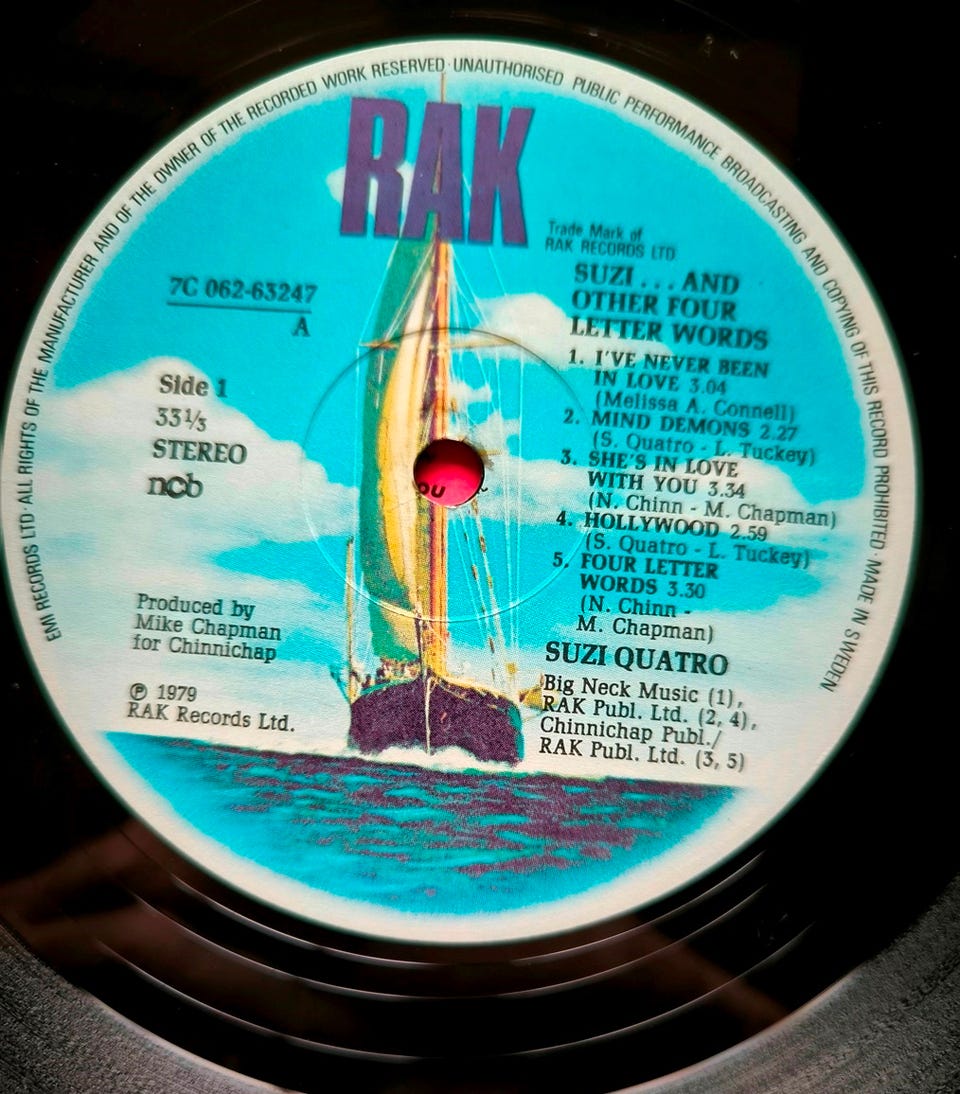 EMI RECORDS LTD · ALL RIGHTS OF THE MANUFACTURER AND OF THE OWNER OF THE RECORDED WORK RESERVED · UNAUTHORISED PUBLIC PERFORMANCE BROADCASTING AND COPYING OF THIS RECORD PROHIBITED · MADE IN SWEDEN
RAK
Trade Mark of
RAK RECORDS LTD.
7C 062-63247
A
Side 1
33⅓
STEREO
ncb
SUZI . . . AND
OTHER FOUR
LETTER WORDS
1. I'VE NEVER BEEN
IN LOVE 3.04
(Melissa A. Connell)
2. MIND DEMONS 2.27
(S. Quatro - L. Tuckey)
3. SHE'S IN LOVE
WITH YOU 3.34
(N. Chinn - M. Chapman)
4. HOLLYWOOD 2.59
(S. Quatro - L. Tuckey)
5. FOUR LETTER
WORDS 3.30
(N. Chinn -
M. Chapman)
SUZI QUATRO
Big Neck Music (1),
RAK Publ. Ltd. (2, 4),
Chinnichap Publ./
RAK Publ. Ltd. (3, 5)
Produced by
Mike Chapman
for Chinnichap
℗ 1979
RAK Records Ltd.